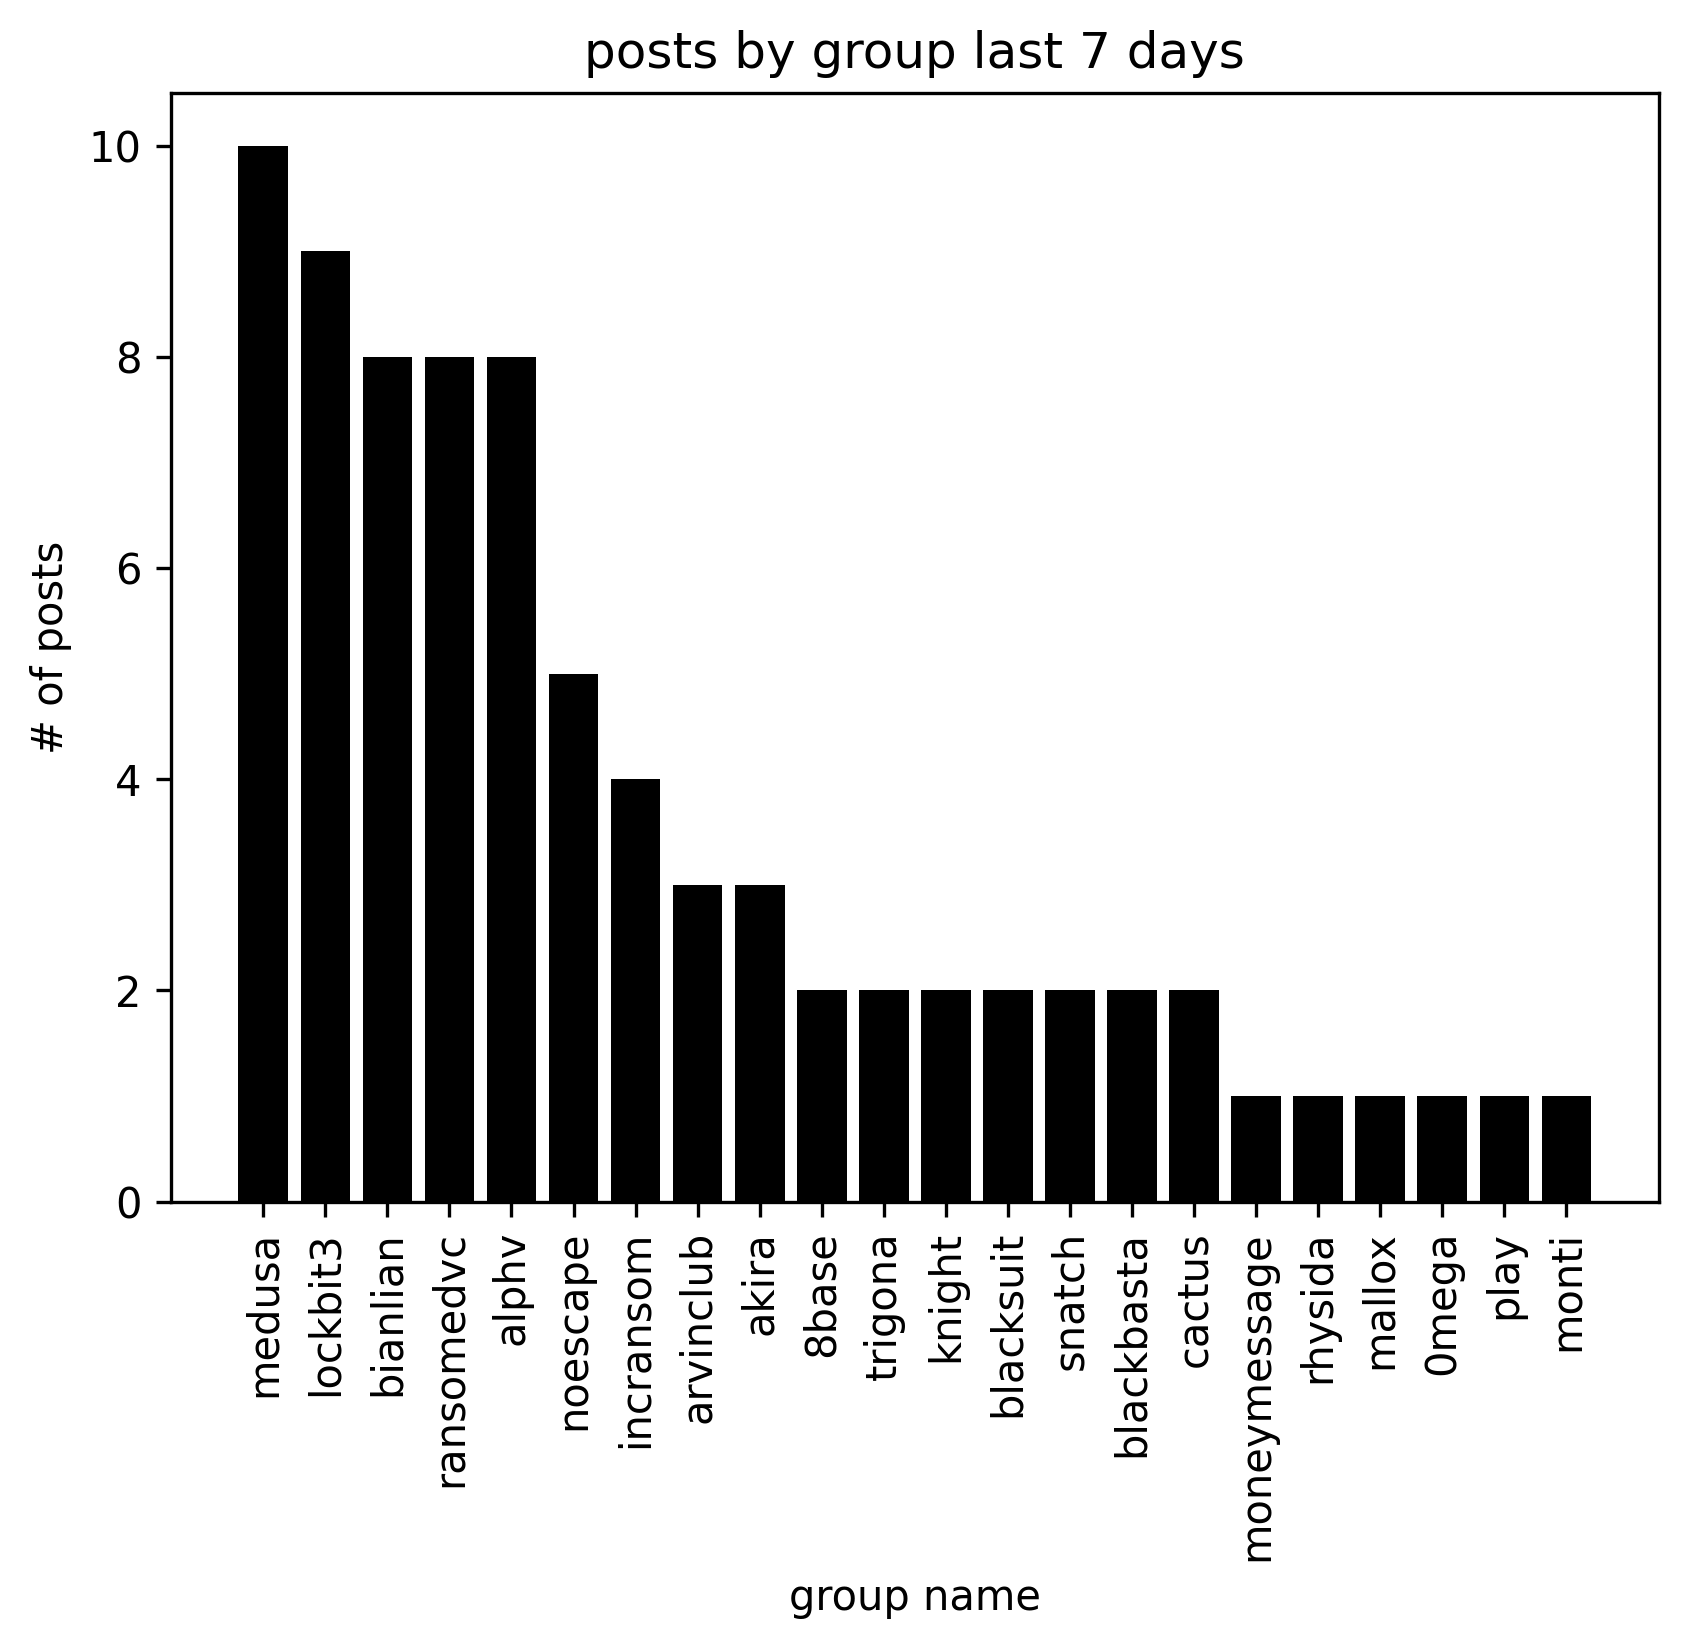 posts by group last 7 days
10
8
6
4
2
0
# of posts
medusa
lockbit3
bianlian
ransomedvc
alphv
noescape
incransom
arvinclub
akira
8base
trigona
knight
blacksuit
snatch
blackbasta
cactus
moneymessage
rhysida
mallox
0mega
play
monti
group name